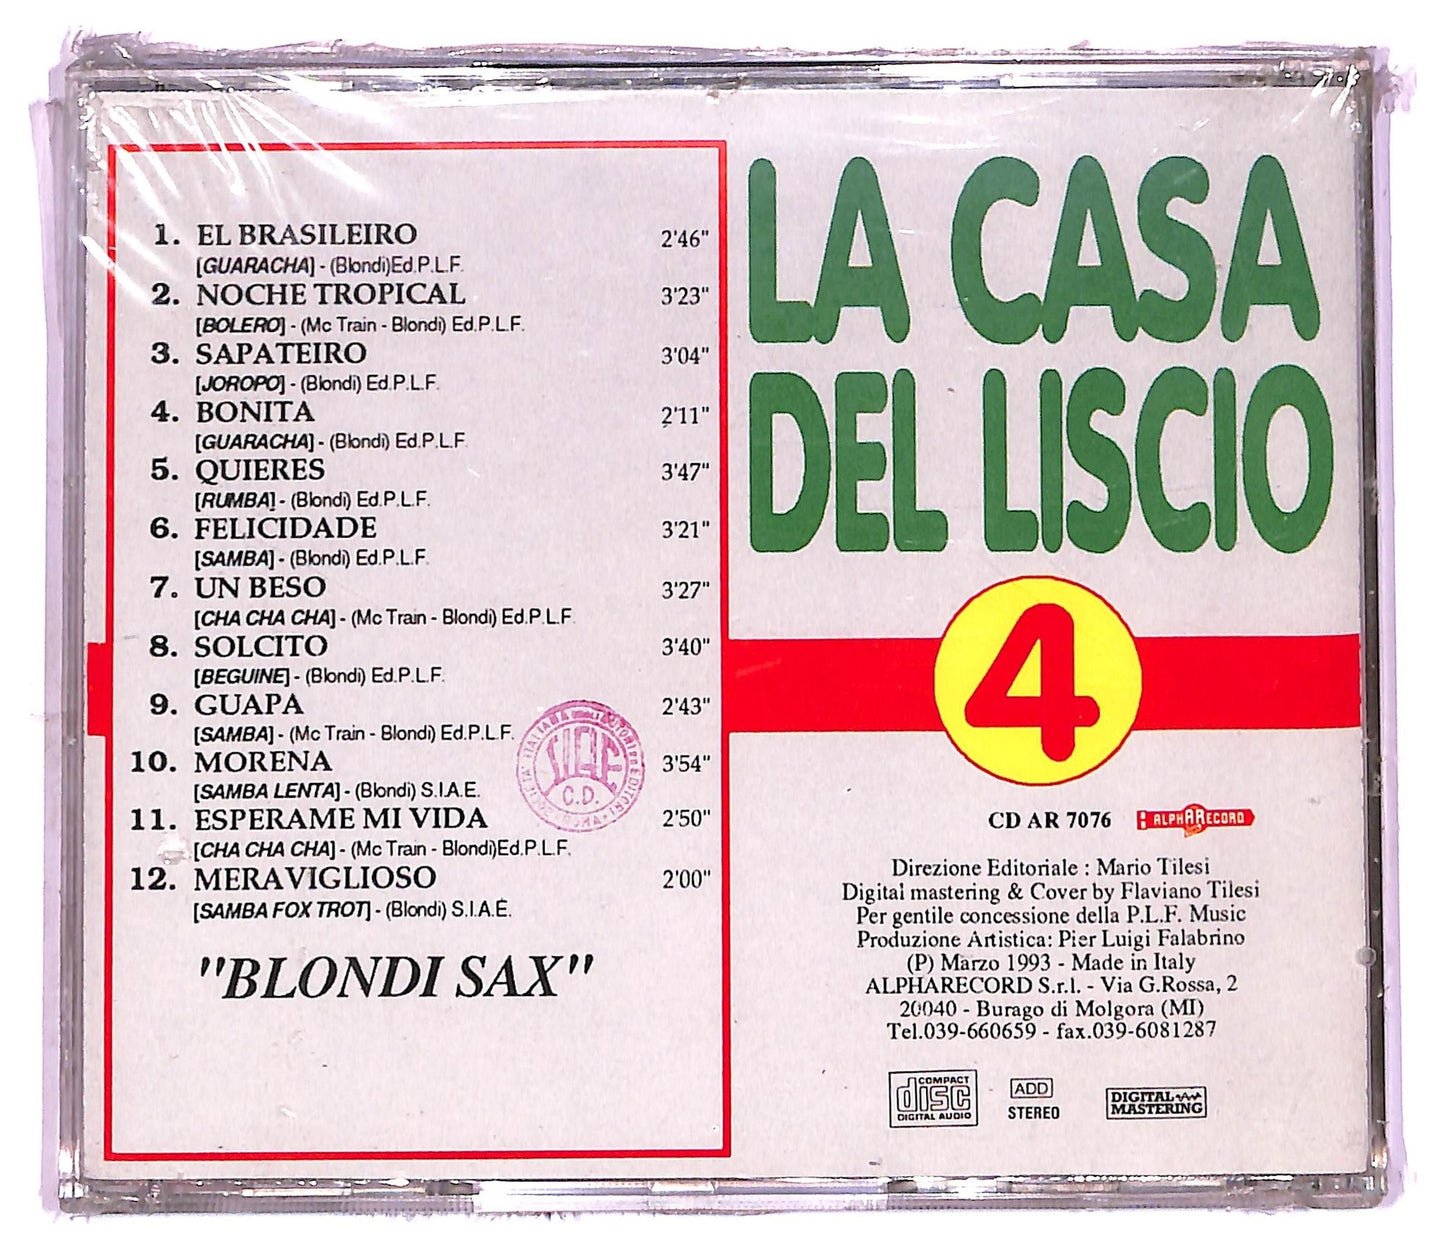 1. EL BRASILEIRO 2'46"
[GUARACHA] - (Blondi)Ed.P.L.F.
2. NOCHE TROPICAL 3'23"
[BOLERO] - (Mc Train - Blondi) Ed.P.L.F.
3. SAPATEIRO 3'04"
[JOROPO] - (Blondi) Ed.P.L.F.
4. BONITA 2'11"
[GUARACHA] - (Blondi) Ed.P.L.F.
5. QUIERES 3'47"
[RUMBA] - (Blondi) Ed.P.L.F.
6. FELICIDADE 3'21"
[SAMBA] - (Blondi) Ed.P.L.F.
7. UN BESO 3'27"
[CHA CHA CHA] - (Mc Train - Blondi) Ed.P.L.F.
8. SOLCITO 3'40"
[BEGUINE] - (Blondi) Ed.P.L.F.
9. GUAPA 2'43"
[SAMBA] - (Mc Train - Blondi) Ed.P.L.F.
10. MORENA 3'54"
[SAMBA LENTA] - (Blondi) S.I.A.E.
11. ESPERAME MI VIDA 2'50"
[CHA CHA CHA] - (Mc Train - Blondi)Ed.P.L.F.
12. MERAVIGLIOSO 2'00"
[SAMBA FOX TROT] - (Blondi) S.I.A.E.
"BLONDI SAX"
SOCIETÀ ITALIANA DEGLI AUTORI ED EDITORI
SIAE
C.D.
ROMA
LA CASA
DEL LISCIO
4
CD AR 7076 ALPHARECORD
Direzione Editoriale : Mario Tilesi
Digital mastering & Cover by Flaviano Tilesi
Per gentile concessione della P.L.F. Music
Produzione Artistica: Pier Luigi Falabrino
(P) Marzo 1993 - Made in Italy
ALPHARECORD S.r.l. - Via G.Rossa, 2
20040 - Burago di Molgora (MI)
Tel.039-660659 - fax.039-6081287
COMPACT
disc
DIGITAL AUDIO
ADD
STEREO
DIGITAL
MASTERING